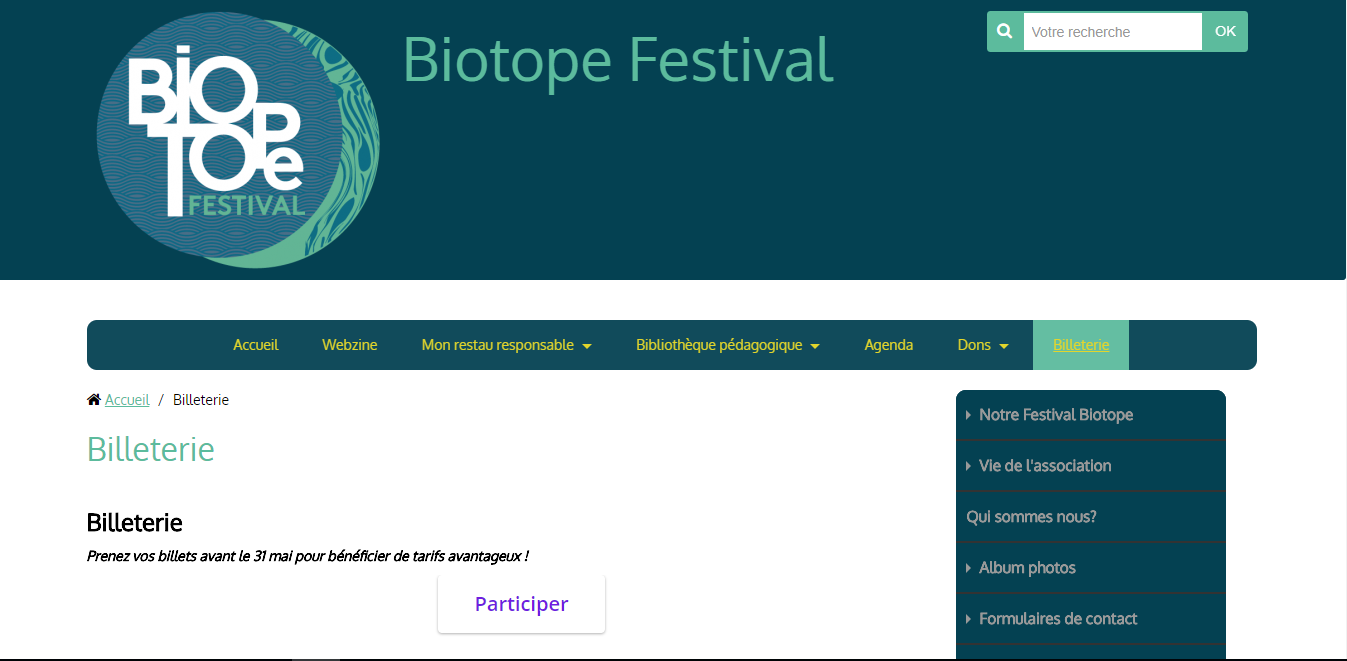 BiOTOPe
FESTIVAL
Biotope Festival
Votre recherche
OK
Accueil
Webzine
Mon restau responsable
Bibliothèque pédagogique
Agenda
Dons
Billeterie
Accueil / Billeterie
Billeterie
Billeterie
Prenez vos billets avant le 31 mai pour bénéficier de tarifs avantageux !
Participer
Notre Festival Biotope
Vie de l'association
Qui sommes nous?
Album photos
Formulaires de contact